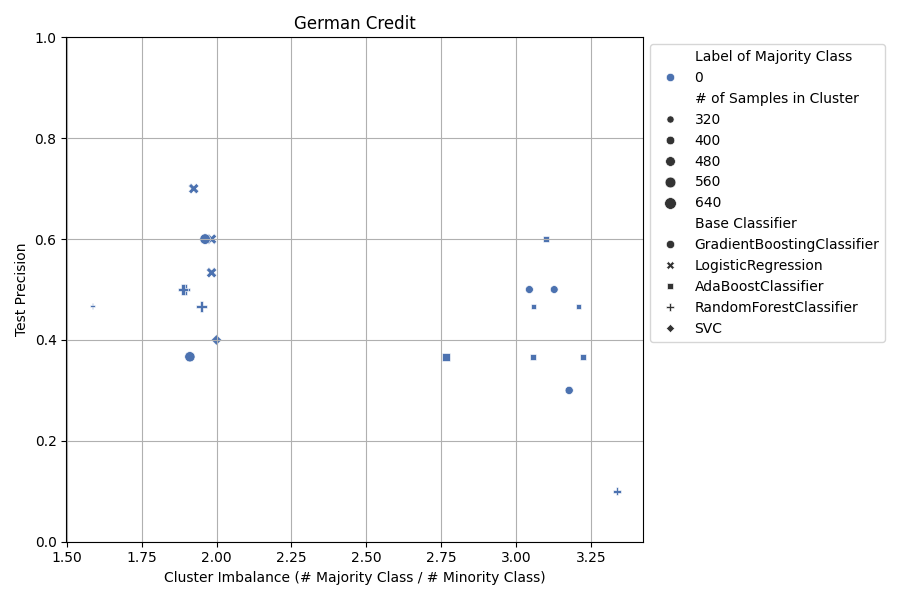 German Credit
1.0
0.8
0.6
0.4
0.2
0.0
Test Precision
1.50
1.75
2.00
2.25
2.50
2.75
3.00
3.25
Cluster Imbalance (# Majority Class / # Minority Class)
Label of Majority Class
0
# of Samples in Cluster
320
400
480
560
640
Base Classifier
GradientBoostingClassifier
LogisticRegression
AdaBoostClassifier
RandomForestClassifier
SVC